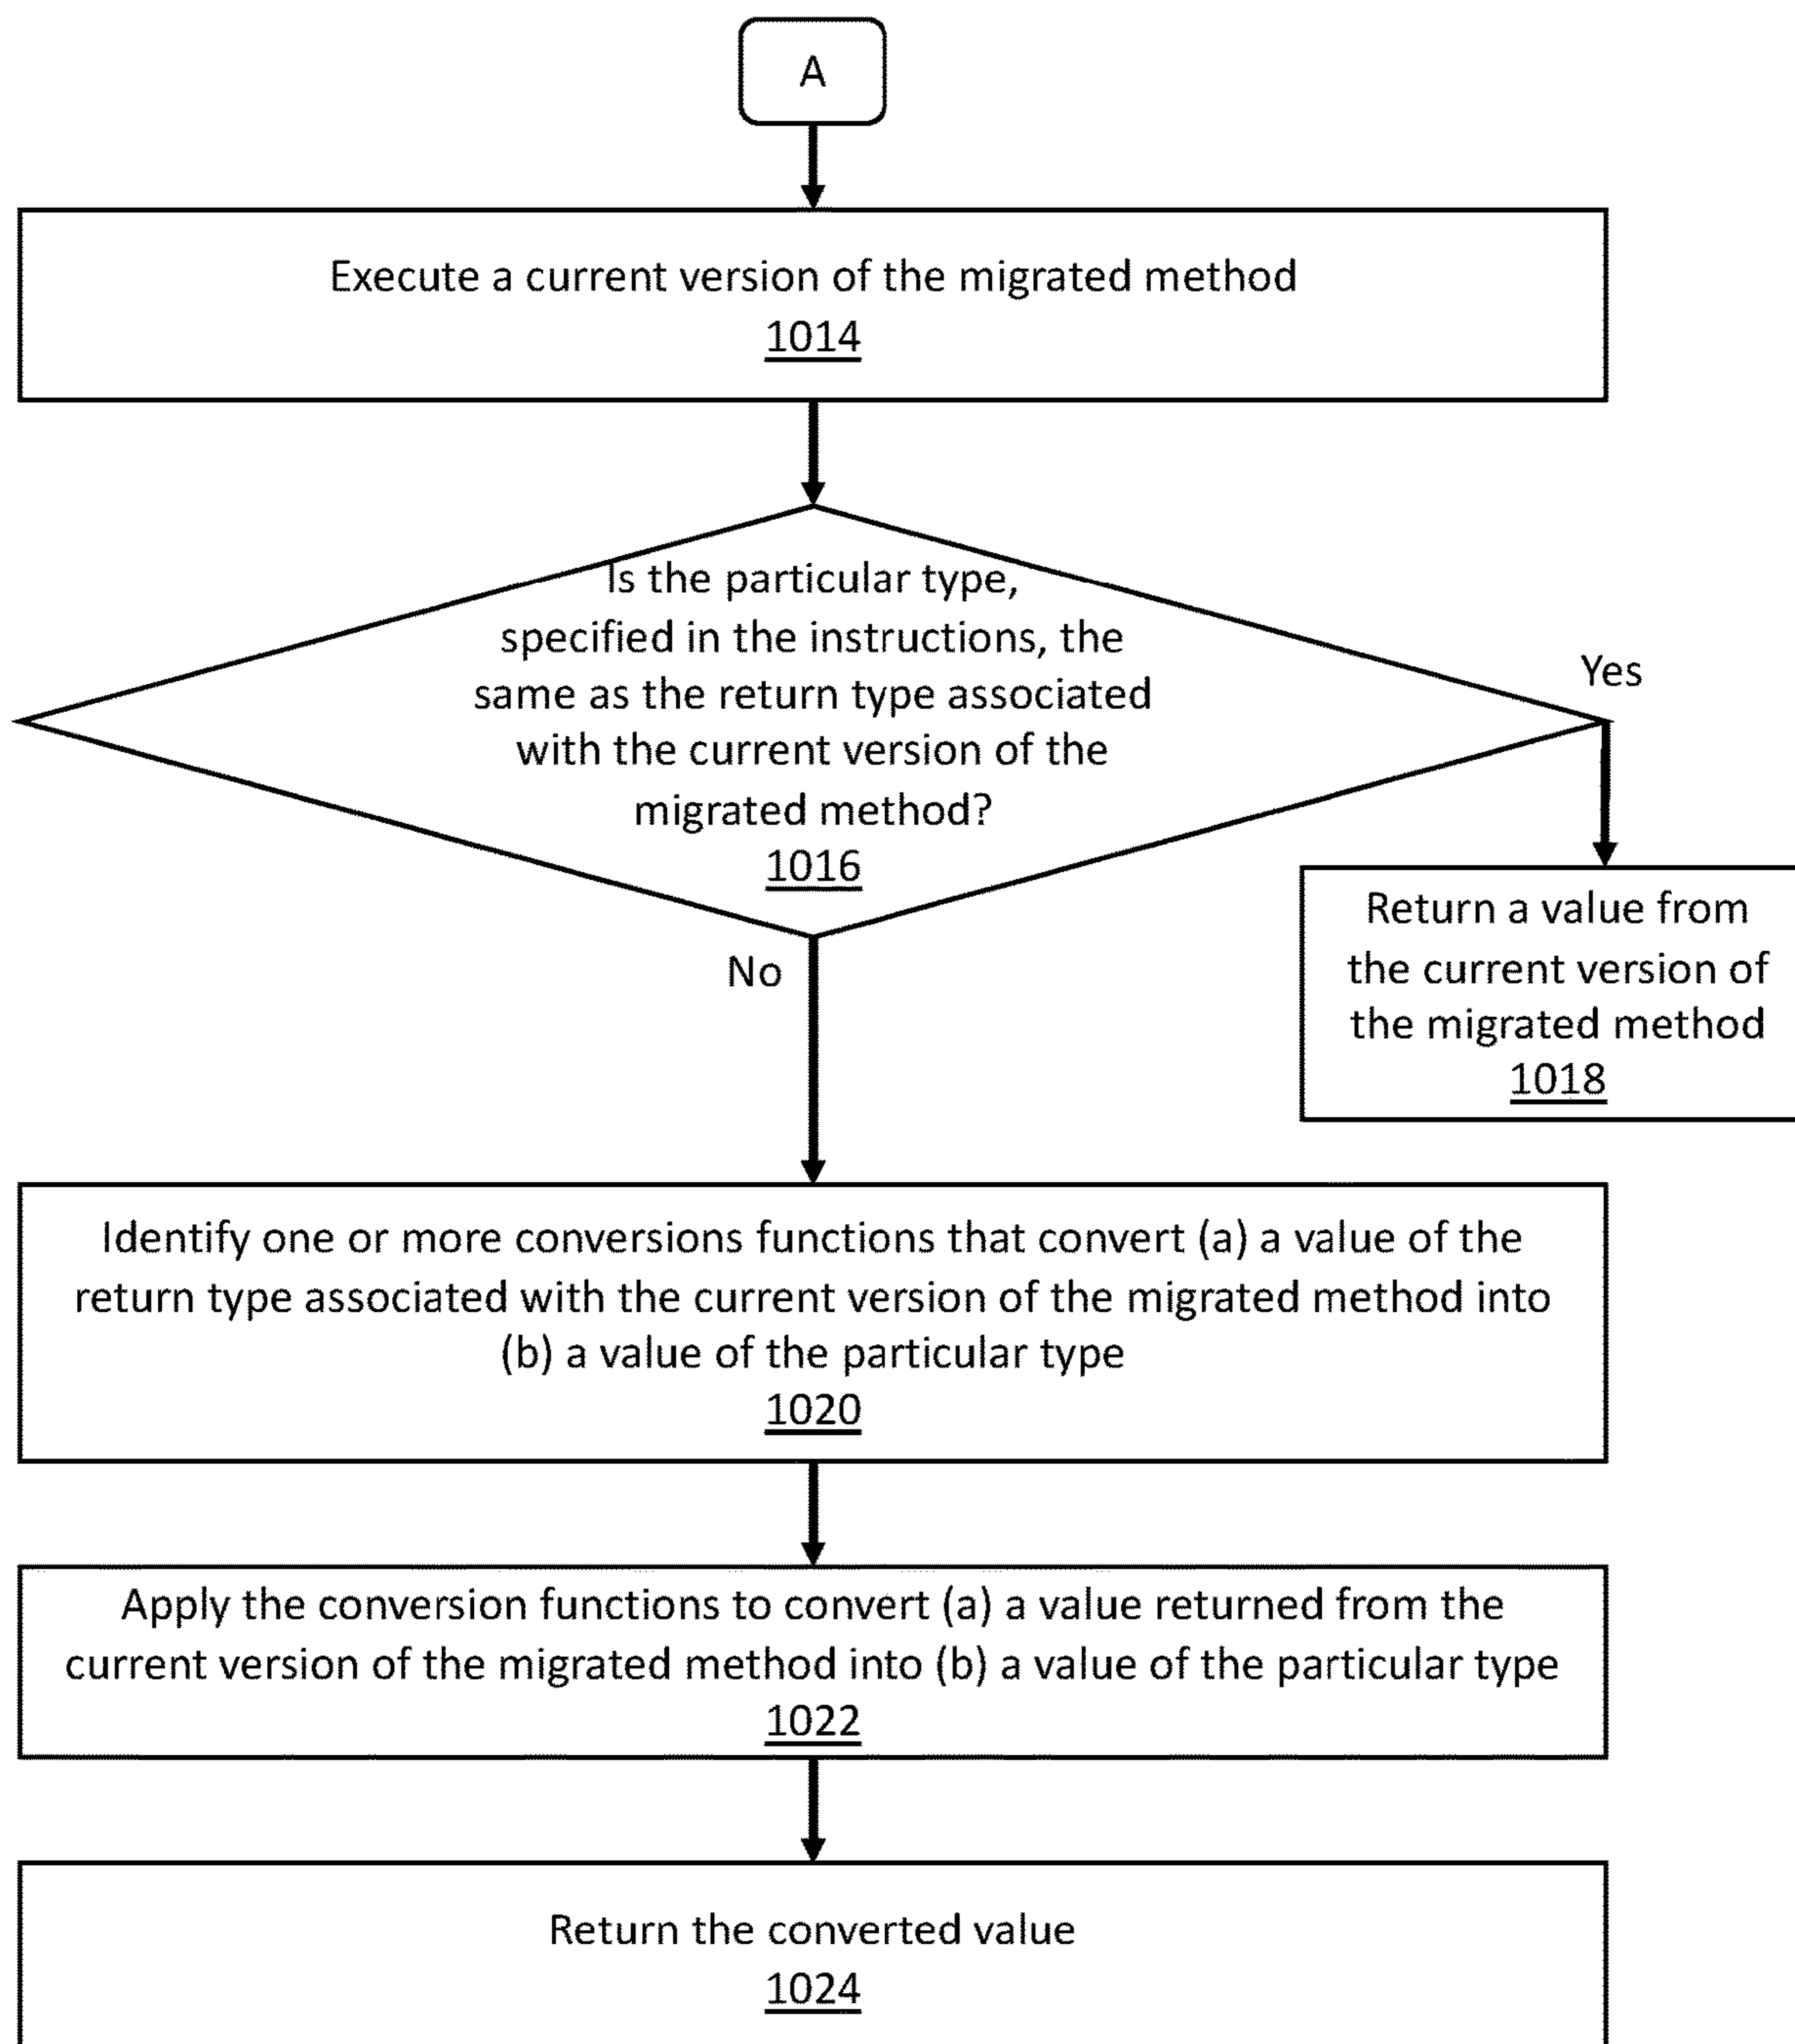 A
Execute a current version of the migrated method
1014
Is the particular type,
specified in the instructions, the
same as the return type associated
with the current version of the
migrated method?
1016
Yes
Return a value from
the current version of
the migrated method
1018
No
Identify one or more conversions functions that convert (a) a value of the
return type associated with the current version of the migrated method into
(b) a value of the particular type
1020
Apply the conversion functions to convert (a) a value returned from the
current version of the migrated method into (b) a value of the particular type
1022
Return the converted value
1024